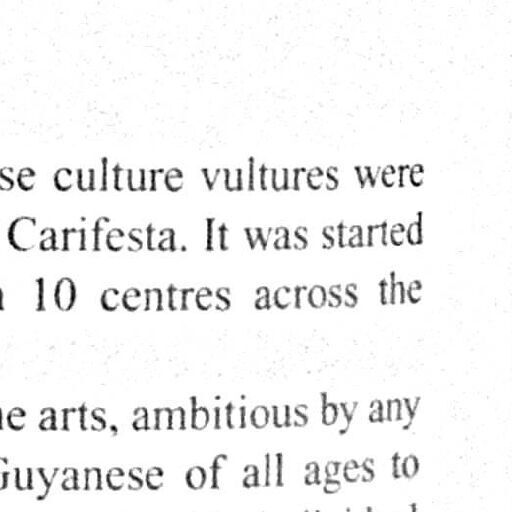 se culture vultures were
Carifesta. It was started
10 centres across the
e arts, ambitious by any
Guyanese of all ages to